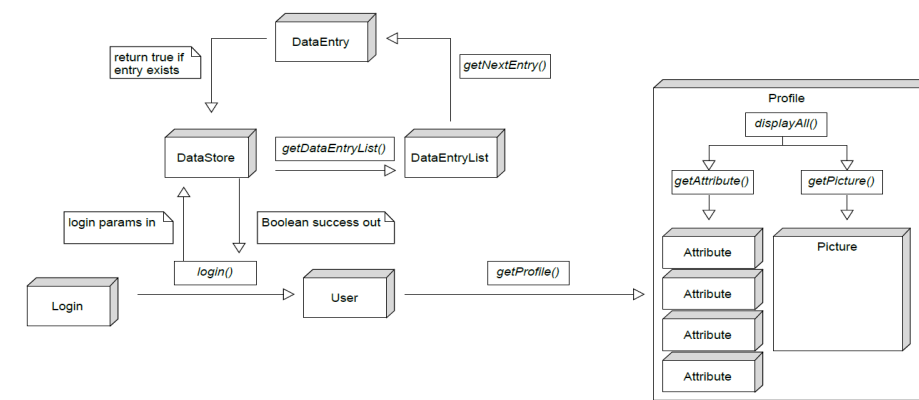 DataEntry
return true if
entry exists
getNextEntry()
Profile
displayAll()
DataStore
getDataEntryList()
DataEntryList
getAttribute()
getPicture()
login params in
Boolean success out
Attribute
Picture
login()
getProfile()
Login
User
Attribute
Attribute
Attribute